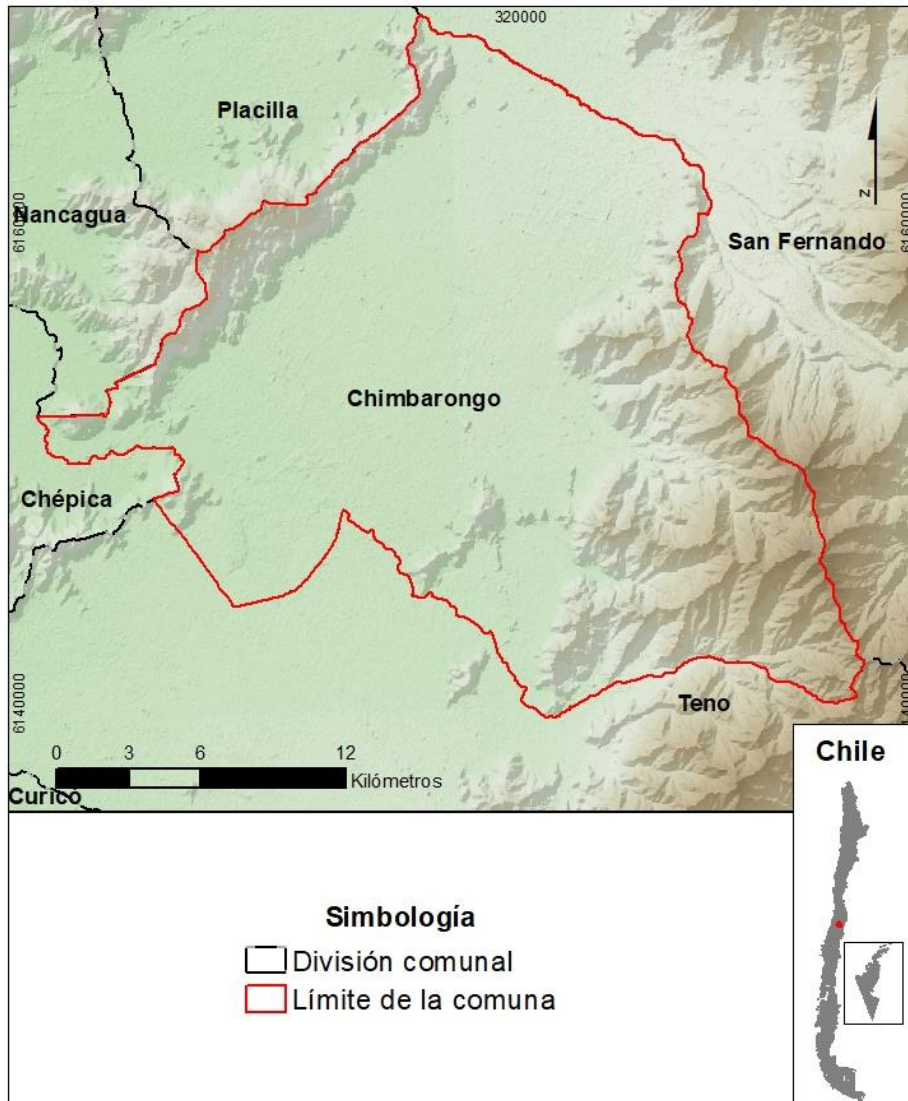 320000
Placilla
Nancagua
6160000
6160000
San Fernando
N
Chimbarongo
Chépica
6140000
Teno
0 3 6 12
Kilómetros
Curicó
Chile
Simbología
División comunal
Límite de la comuna